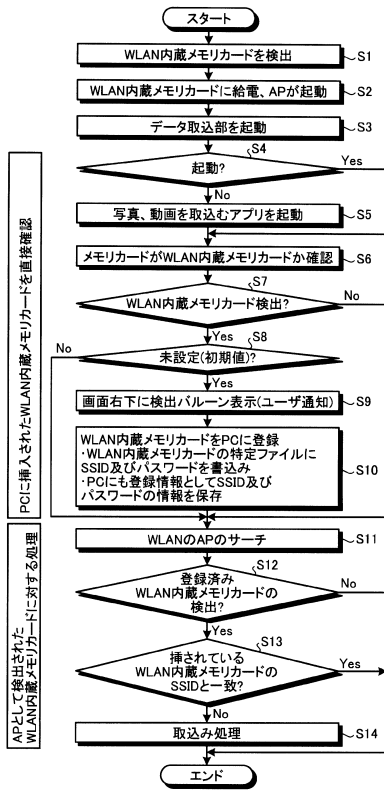 スタート
WLAN内蔵メモリカードを検出
S1
WLAN内蔵メモリカードに給電、APが起動
S2
データ取込部を起動
S3
S4
起動?
Yes
No
写真、動画を取込むアプリを起動
S5
メモリカードがWLAN内蔵メモリカードか確認
S6
S7
WLAN内蔵メモリカード検出?
No
Yes
S8
No
未設定(初期値)?
Yes
画面右下に検出バルーン表示(ユーザ通知)
S9
WLAN内蔵メモリカードをPCに登録
・WLAN内蔵メモリカードの特定ファイルに
SSID及びパスワードを書込み
・PCにも登録情報としてSSID及び
パスワードの情報を保存
S10
PCに挿入されたWLAN内蔵メモリカードを直接確認
WLANのAPのサーチ
S11
S12
登録済み
WLAN内蔵メモリカードの
検出?
No
Yes
S13
挿されている
WLAN内蔵メモリカードの
SSIDと一致?
Yes
No
取込み処理
S14
APとして検出された
WLAN内蔵メモリカードに対する処理
エンド